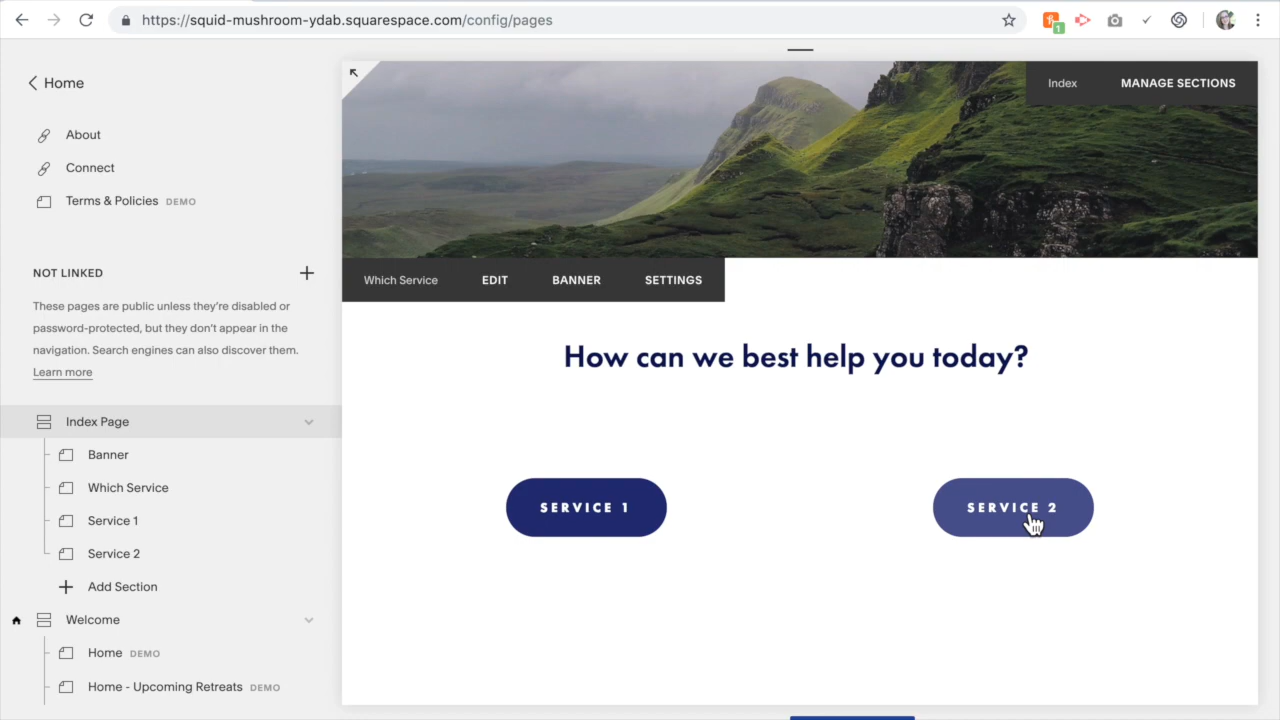 https://squid-mushroom-ydab.squarespace.com/config/pages
1
Home
About
Connect
Terms & Policies DEMO
NOT LINKED
These pages are public unless they’re disabled or
password-protected, but they don’t appear in the
navigation. Search engines can also discover them.
Learn more
Index Page
Banner
Which Service
Service 1
Service 2
Add Section
Welcome
Home DEMO
Home - Upcoming Retreats DEMO
Index MANAGE SECTIONS
Which Service EDIT BANNER SETTINGS
How can we best help you today?
SERVICE 1
SERVICE 2